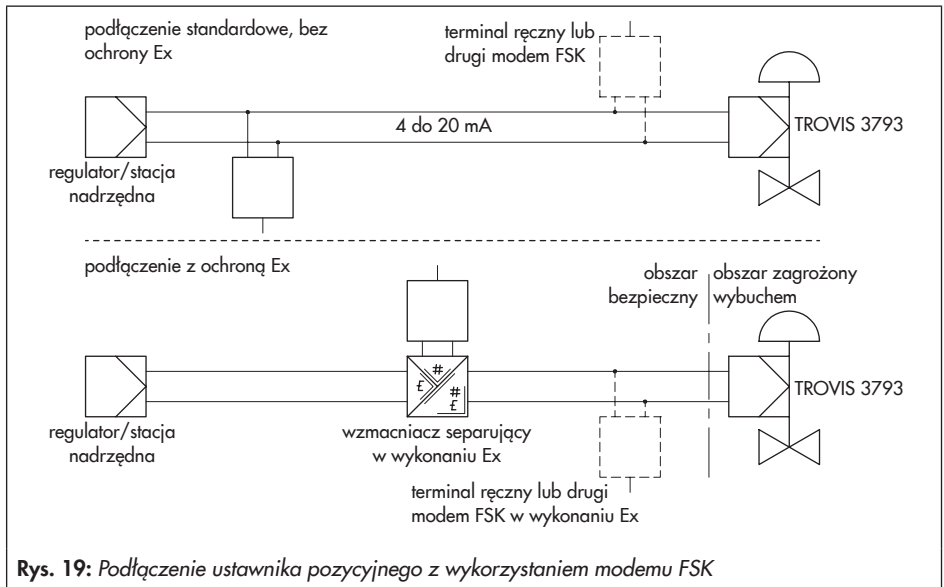 podłączenie standardowe, bez
ochrony Ex
terminal ręczny lub
drugi modem FSK
4 do 20 mA
TROVIS 3793
regulator/stacja
nadrzędna
podłączenie z ochroną Ex
obszar
bezpieczny
obszar zagrożony
wybuchem
TROVIS 3793
regulator/stacja
nadrzędna
wzmacniacz separujący
w wykonaniu Ex
terminal ręczny lub drugi
modem FSK w wykonaniu Ex
Rys. 19: Podłączenie ustawnika pozycyjnego z wykorzystaniem modemu FSK